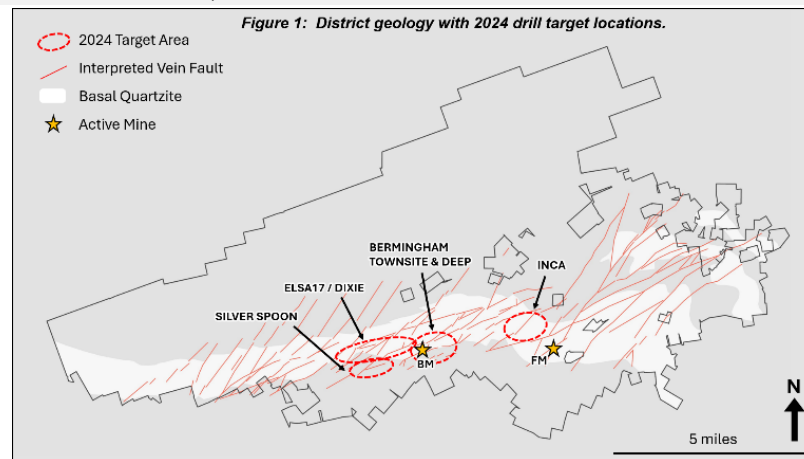 Figure 1: District geology with 2024 drill target locations.
2024 Target Area
Interpreted Vein Fault
Basal Quartzite
Active Mine
BERMINGHAM
TOWNSITE & DEEP
INCA
ELSA17 / DIXIE
SILVER SPOON
BM
FM
N
5 miles